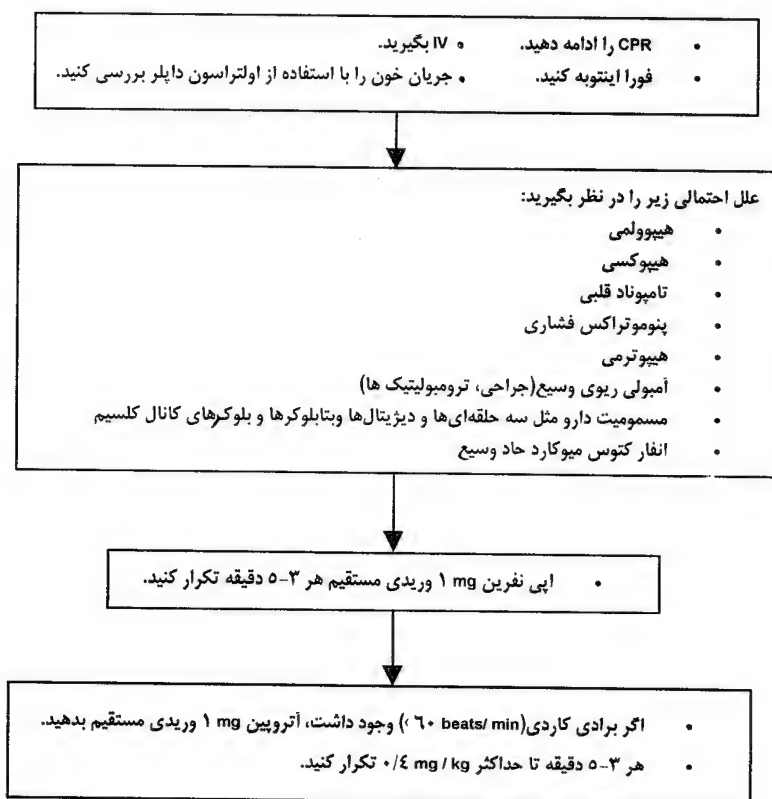 • CPR را ادامه دهید. • IV بگیرید.
• فورا اینتوبه کنید. • جریان خون را با استفاده از اولتراسون داپلر بررسی کنید.
علل احتمالی زیر را در نظر بگیرید:
• هیپوولمی
• هیپوکسی
• تامپوناد قلبی
• پنوموتراکس فشاری
• هیپوترمی
• آمبولی ریوی وسیع(جراحی، ترومبولیتیک ها)
• مسمومیت دارو مثل سه حلقه‌ای‌ها و دیژیتال‌ها وبتابلوکرها و بلوکرهای کانال کلسیم
• انفار کتوس میوکارد حاد وسیع
• اپی نفرین ۱ mg وریدی مستقیم هر ۳-۵ دقیقه تکرار کنید.
• اگر برادی کاردی(۶۰ beats/ min›) وجود داشت، آتروپین ۱ mg وریدی مستقیم بدهید.
• هر ۳-۵ دقیقه تا حداکثر ۰/٤ mg / kg تکرار کنید.